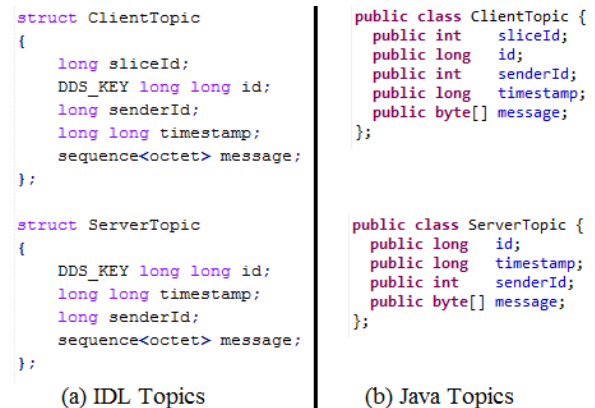 struct ClientTopic
{
    long sliceId;
    DDS_KEY long long id;
    long senderId;
    long long timestamp;
    sequence<octet> message;
};
struct ServerTopic
{
    DDS_KEY long long id;
    long long timestamp;
    long senderId;
    sequence<octet> message;
};
(a) IDL Topics
public class ClientTopic {
  public int    sliceId;
  public long   id;
  public int    senderId;
  public long   timestamp;
  public byte[] message;
};
public class ServerTopic {
  public long   id;
  public long   timestamp;
  public int    senderId;
  public byte[] message;
};
(b) Java Topics